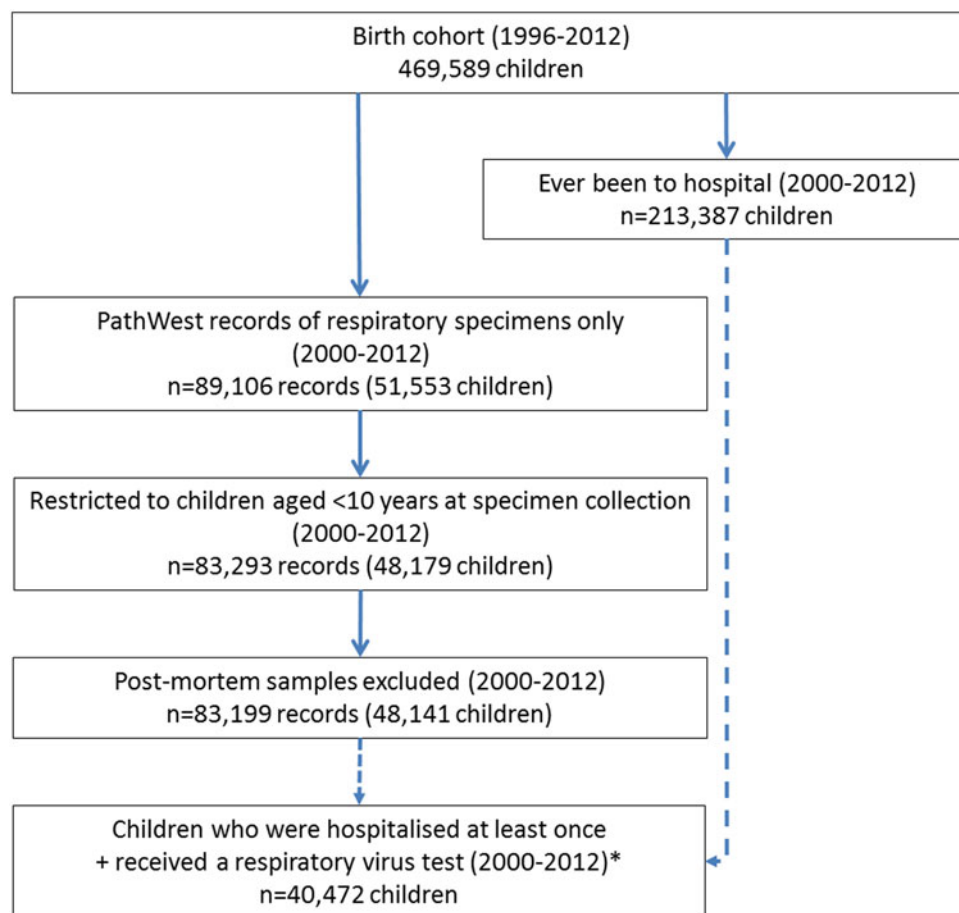 Birth cohort (1996-2012)
469,589 children
Ever been to hospital (2000-2012)
n=213,387 children
PathWest records of respiratory specimens only
(2000-2012)
n=89,106 records (51,553 children)
Restricted to children aged <10 years at specimen collection
(2000-2012)
n=83,293 records (48,179 children)
Post-mortem samples excluded (2000-2012)
n=83,199 records (48,141 children)
Children who were hospitalised at least once
+ received a respiratory virus test (2000-2012)*
n=40,472 children